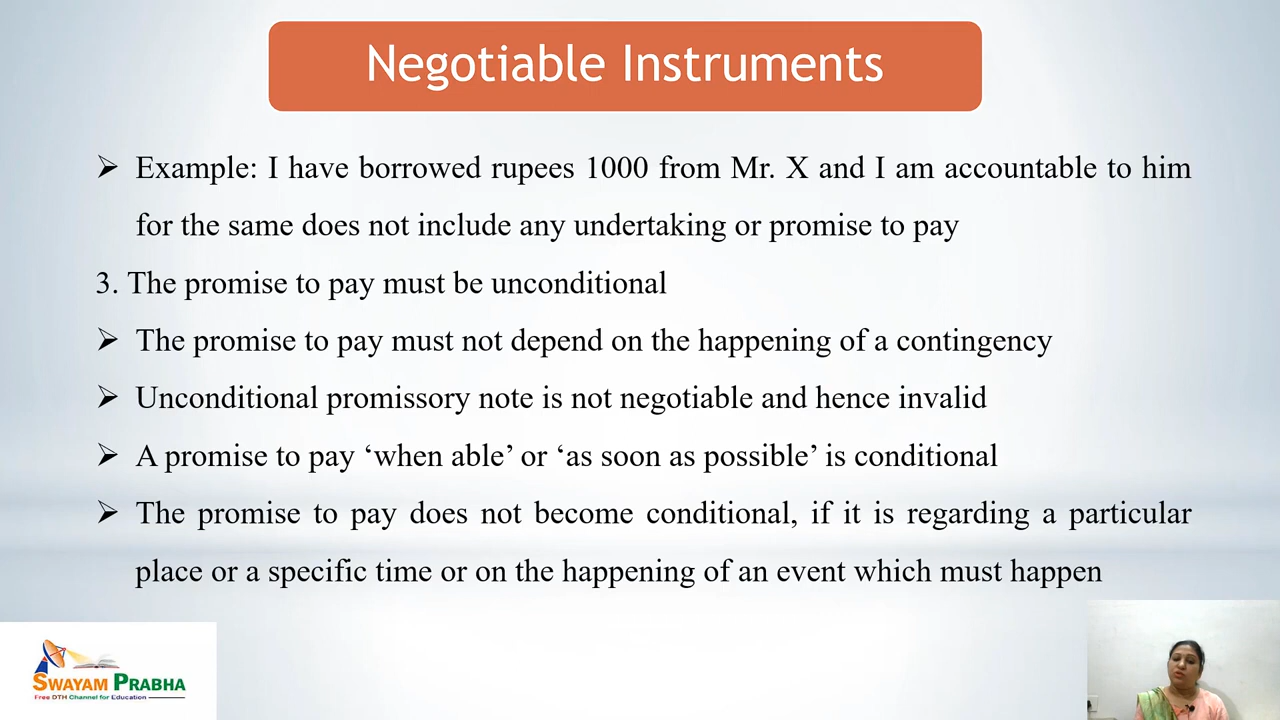 Negotiable Instruments
➢ Example: I have borrowed rupees 1000 from Mr. X and I am accountable to him
for the same does not include any undertaking or promise to pay
3. The promise to pay must be unconditional
➢ The promise to pay must not depend on the happening of a contingency
➢ Unconditional promissory note is not negotiable and hence invalid
➢ A promise to pay ‘when able’ or ‘as soon as possible’ is conditional
➢ The promise to pay does not become conditional, if it is regarding a particular
place or a specific time or on the happening of an event which must happen
SWAYAM PRABHA
Free DTH Channel for Education